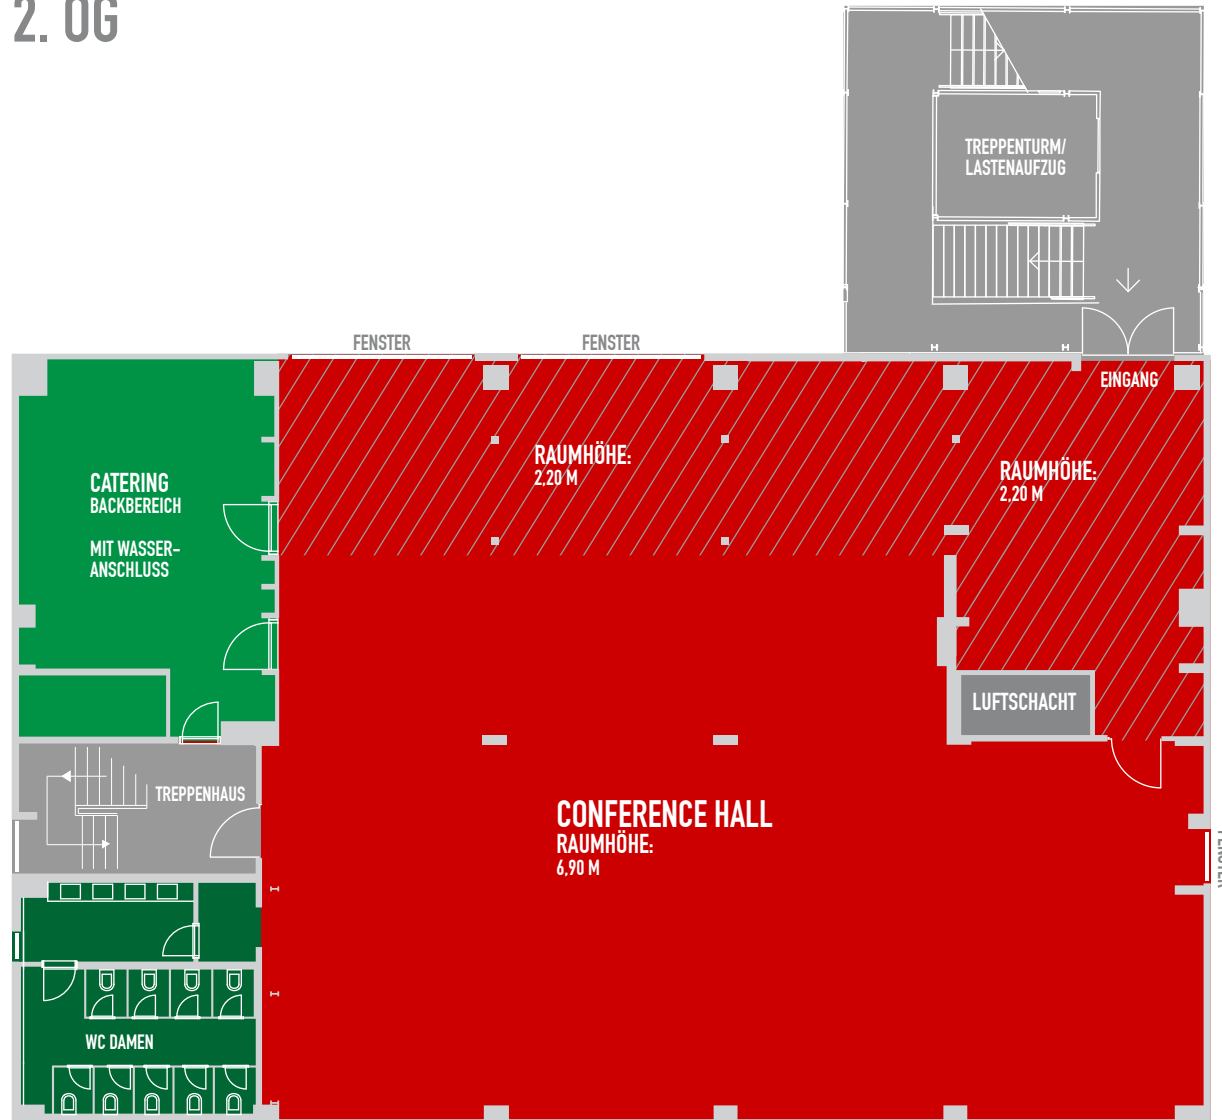 2. OG
TREPPENTURM/
LASTENAUFZUG
FENSTER
FENSTER
EINGANG
RAUMHÖHE:
2,20 M
RAUMHÖHE:
2,20 M
CATERING
BACKBEREICH
MIT WASSER-
ANSCHLUSS
LUFTSCHACHT
TREPPENHAUS
CONFERENCE HALL
RAUMHÖHE:
6,90 M
FENSTER
WC DAMEN